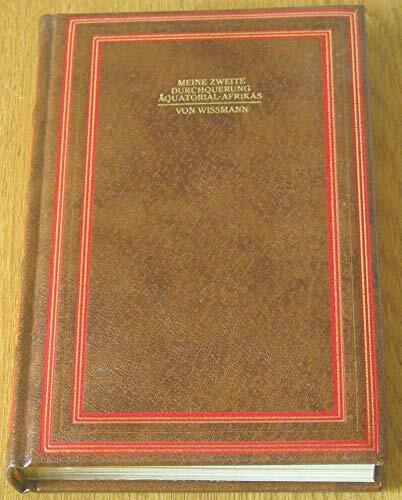 MEINE ZWEITE
DURCHQUERUNG
ÄQUATORIAL-AFRIKAS
VON WISSMANN